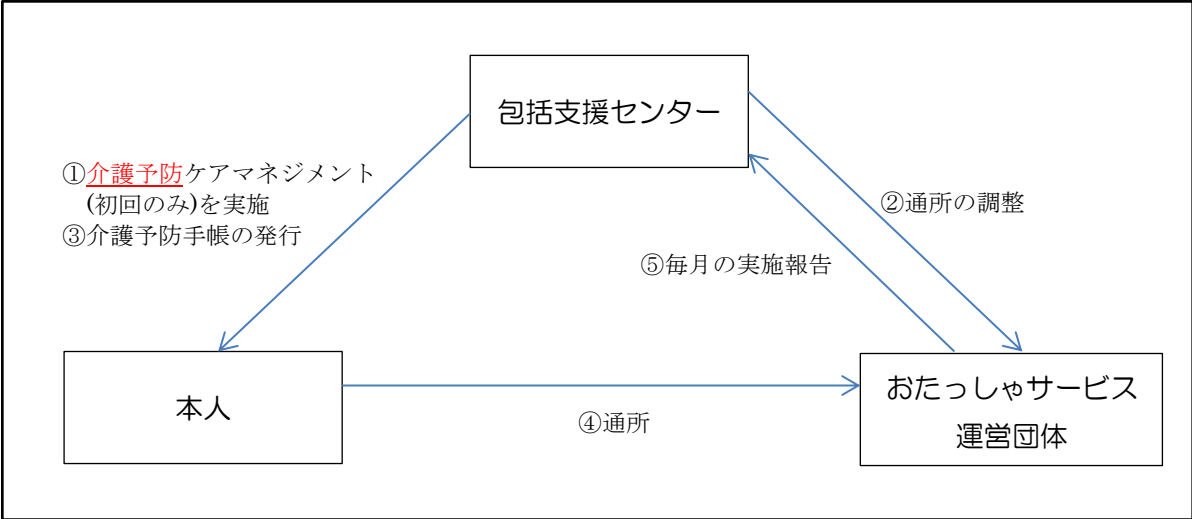 包括支援センター
①介護予防ケアマネジメント
(初回のみ)を実施
③介護予防手帳の発行
②通所の調整
⑤毎月の実施報告
本人
④通所
おたっしゃサービス
運営団体